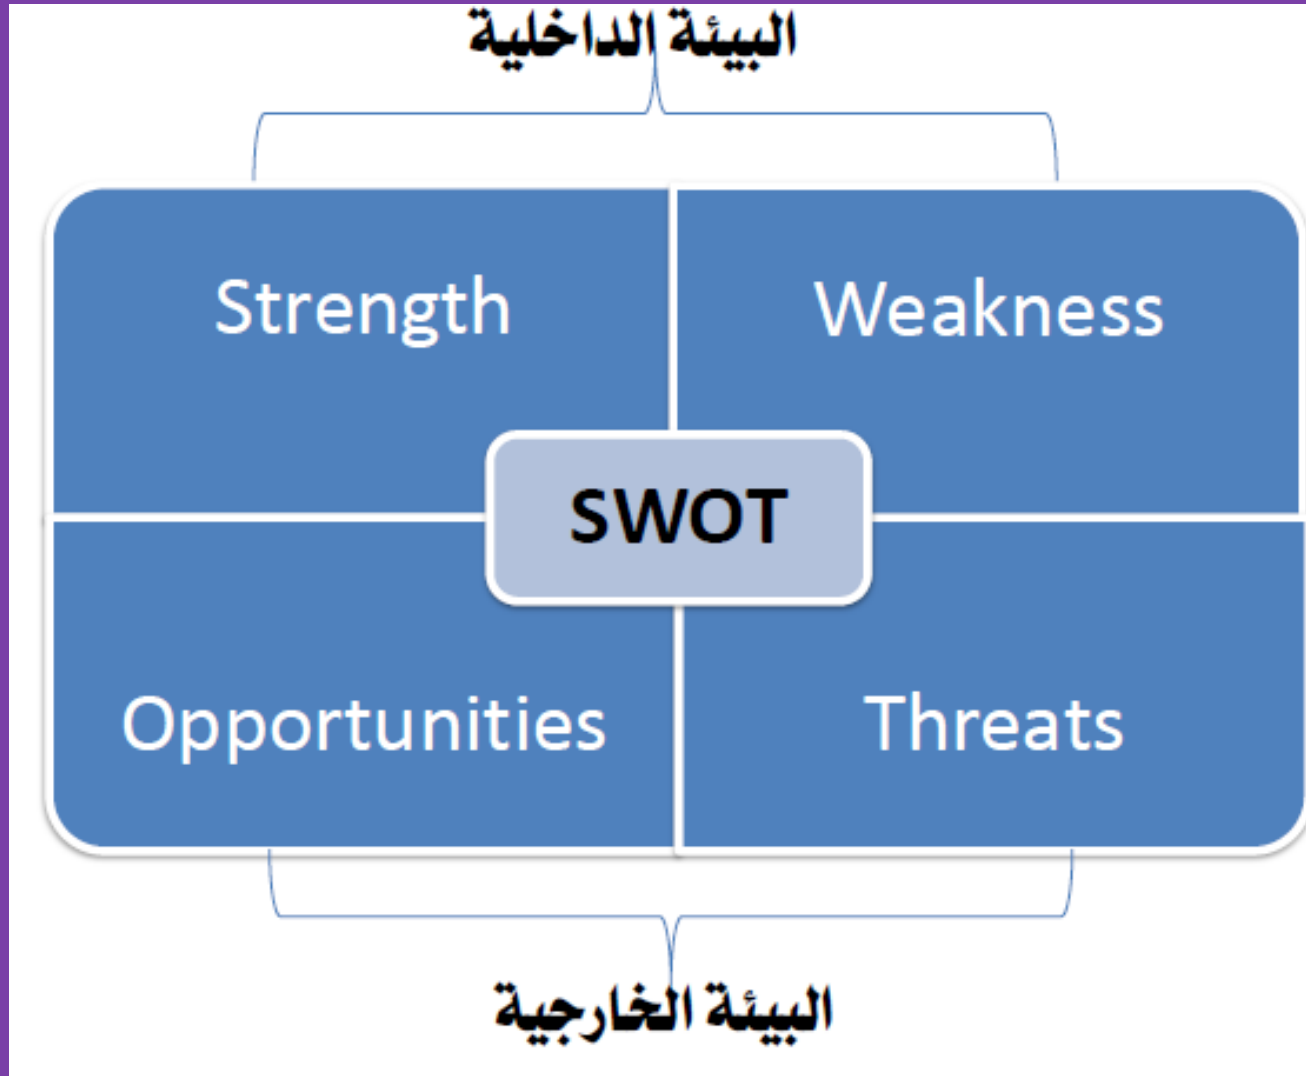 البيئة الداخلية
Strength
Weakness
SWOT
Opportunities
Threats
البيئة الخارجية